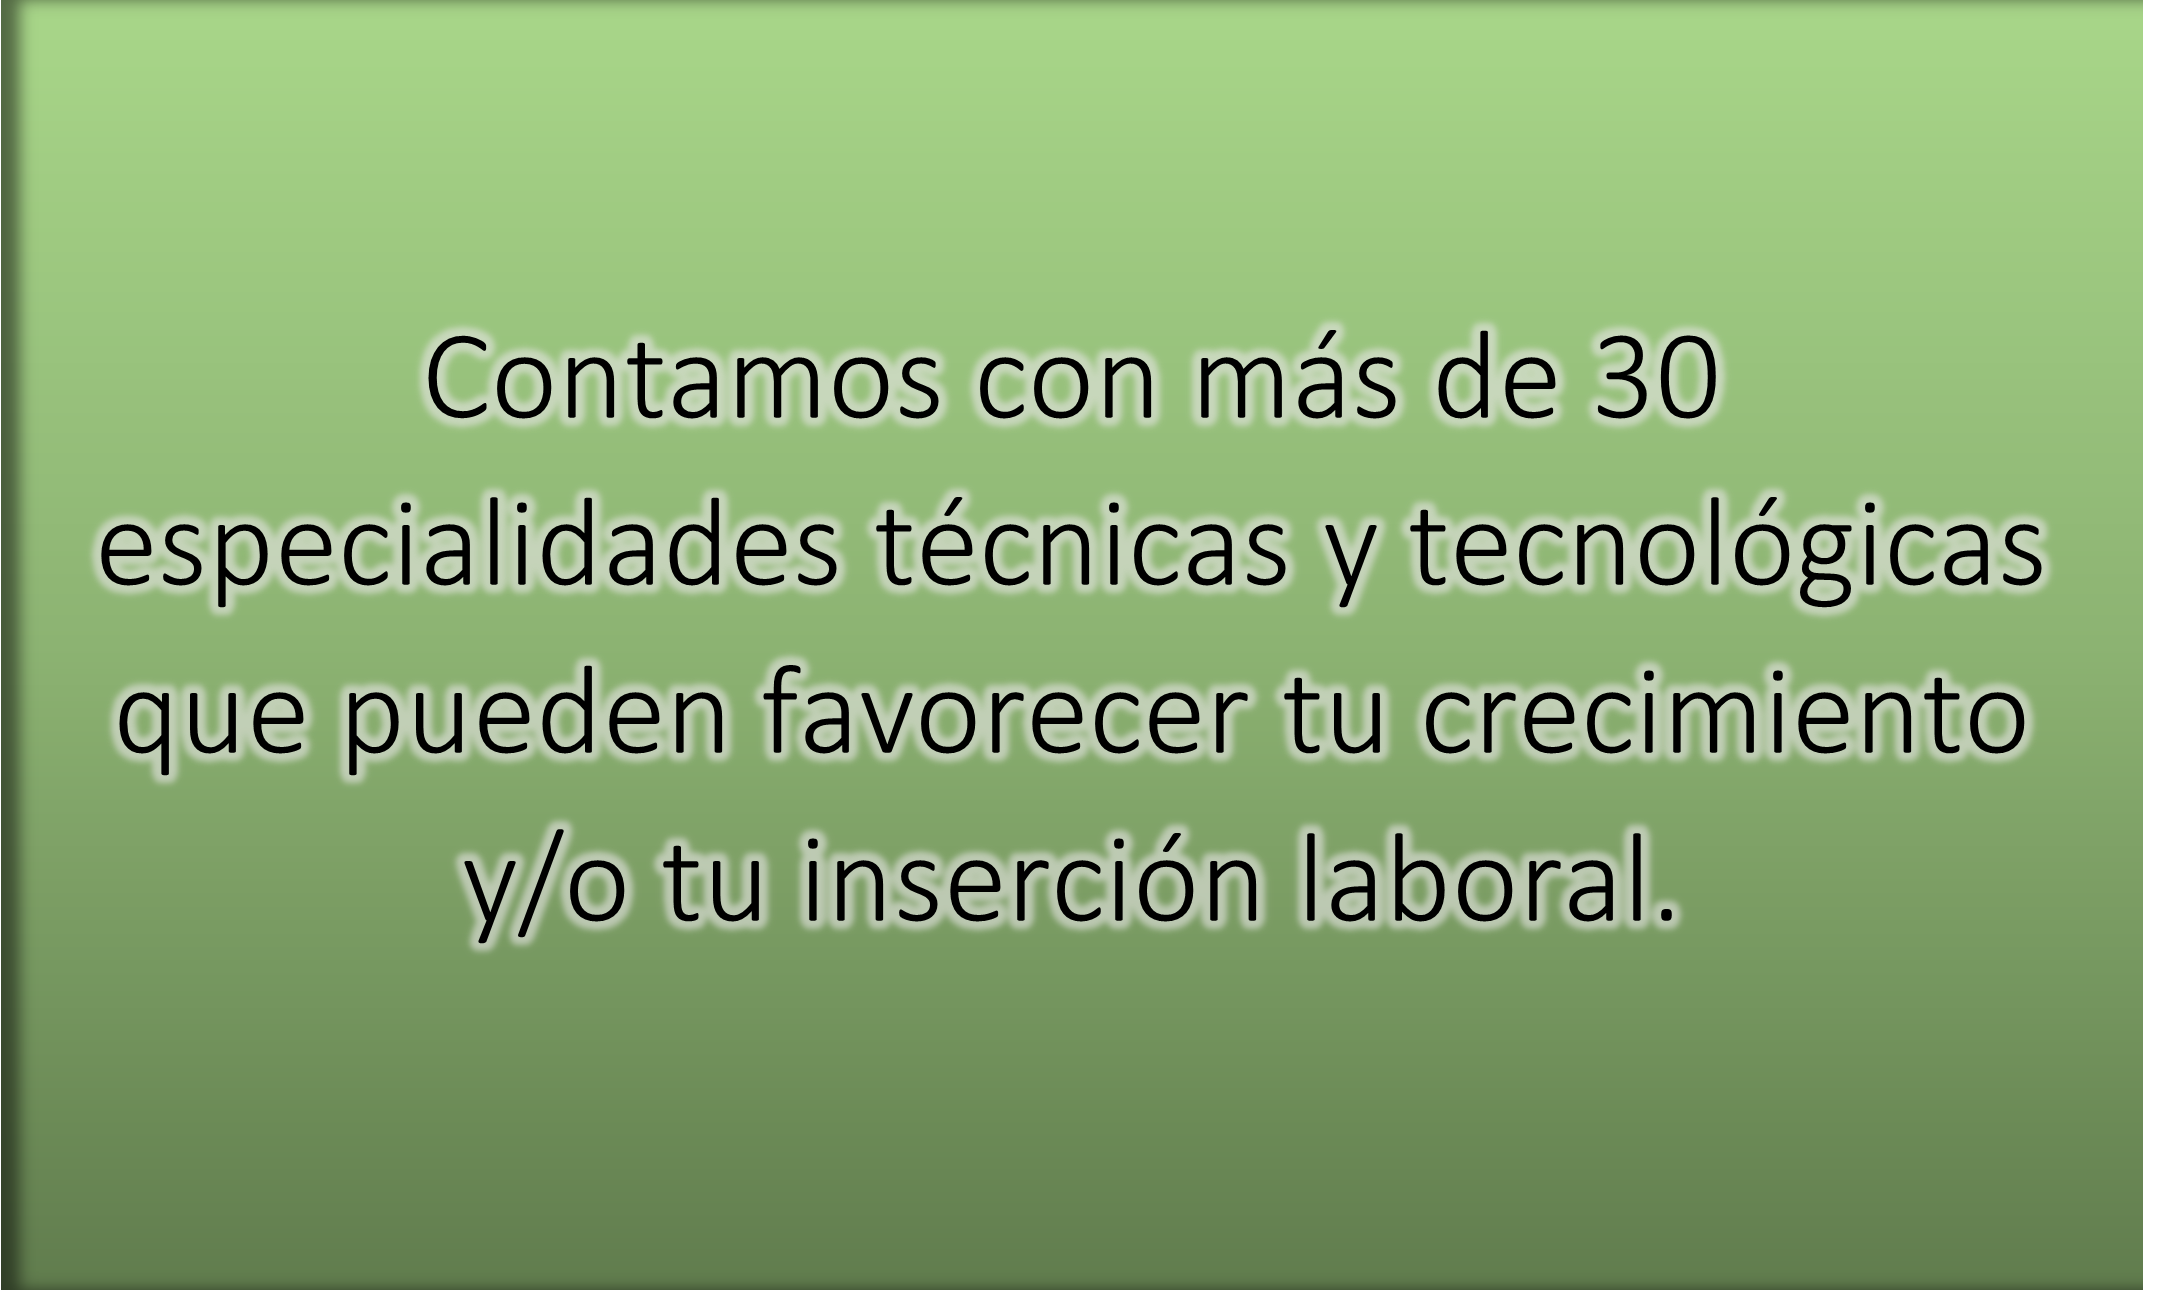 Contamos con más de 30
especialidades técnicas y tecnológicas
que pueden favorecer tu crecimiento
y/o tu inserción laboral.